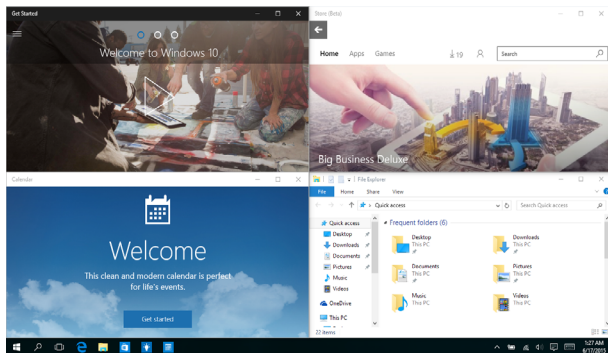 Get Started
Welcome to Windows 10
Store (Beta)
Home Apps Games
19
Search
Big Business Deluxe
Calendar
Welcome
This clean and modern calendar is perfect
for life's events.
Get started
File Explorer
File Home Share View
Quick access
Search Quick access
Quick access
Desktop
Downloads
Documents
Pictures
Music
Videos
OneDrive
This PC
Frequent folders (6)
Desktop
This PC
Downloads
This PC
Documents
This PC
Pictures
This PC
Music
This PC
Videos
This PC
22 items
1:27 AM
6/17/2015